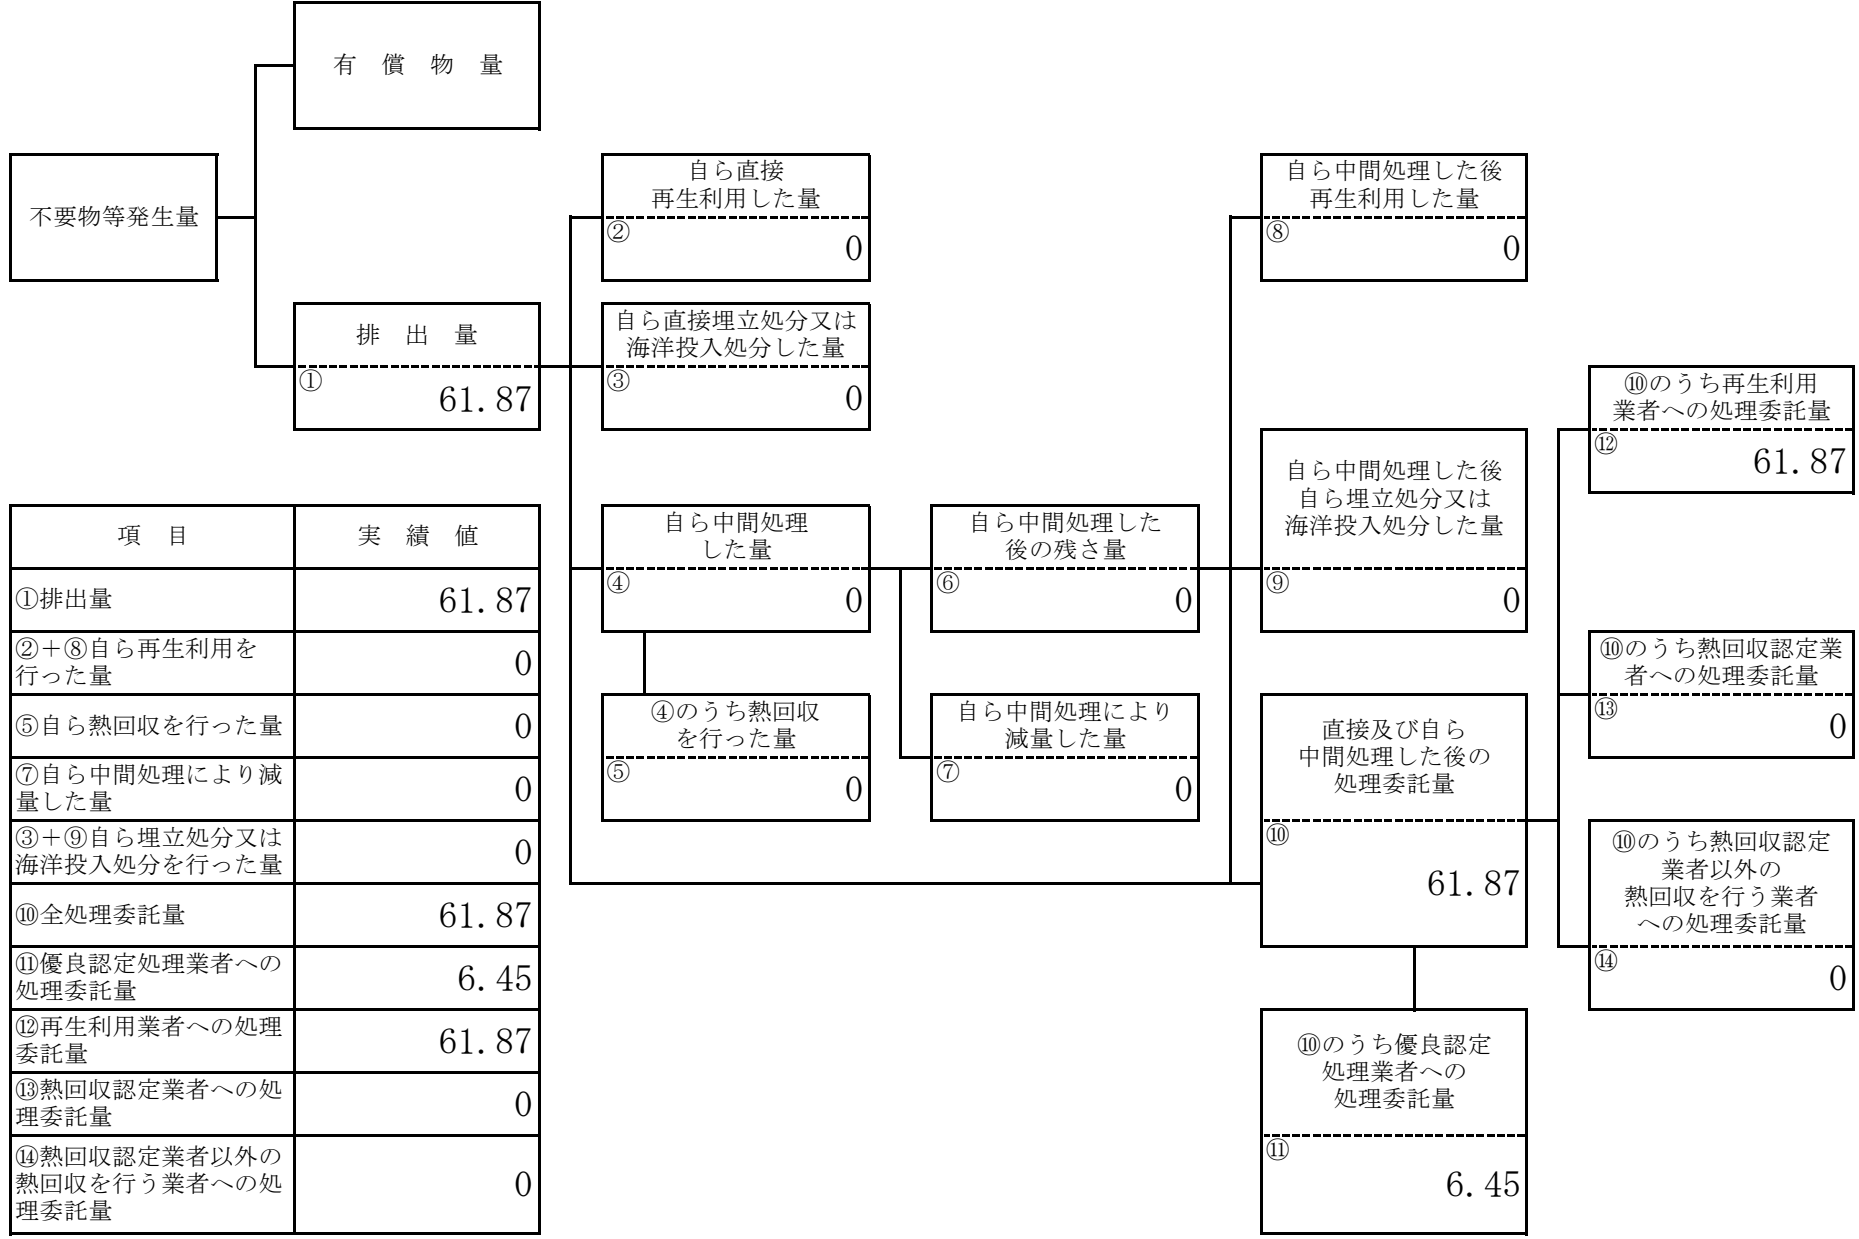 有　償　物　量
不要物等発生量
排　出　量
①
61.87
自ら直接
再生利用した量
②
0
自ら直接埋立処分又は
海洋投入処分した量
③
0
自ら中間処理
した量
④
0
④のうち熱回収
を行った量
⑤
0
自ら中間処理した
後の残さ量
⑥
0
自ら中間処理により
減量した量
⑦
0
自ら中間処理した後
再生利用した量
⑧
0
自ら中間処理した後
自ら埋立処分又は
海洋投入処分した量
⑨
0
直接及び自ら
中間処理した後の
処理委託量
⑩
61.87
⑩のうち優良認定
処理業者への
処理委託量
⑪
6.45
⑩のうち再生利用
業者への処理委託量
⑫
61.87
⑩のうち熱回収認定業
者への処理委託量
⑬
0
⑩のうち熱回収認定
業者以外の
熱回収を行う業者
への処理委託量
⑭
0
項　目　実　績　値
①排出量 61.87
②＋⑧自ら再生利用を
行った量
0
⑤自ら熱回収を行った量 0
⑦自ら中間処理により減
量した量
0
③＋⑨自ら埋立処分又は
海洋投入処分を行った量
0
⑩全処理委託量 61.87
⑪優良認定処理業者への
処理委託量
6.45
⑫再生利用業者への処理
委託量
61.87
⑬熱回収認定業者への処
理委託量
0
⑭熱回収認定業者以外の
熱回収を行う業者への処
理委託量
0